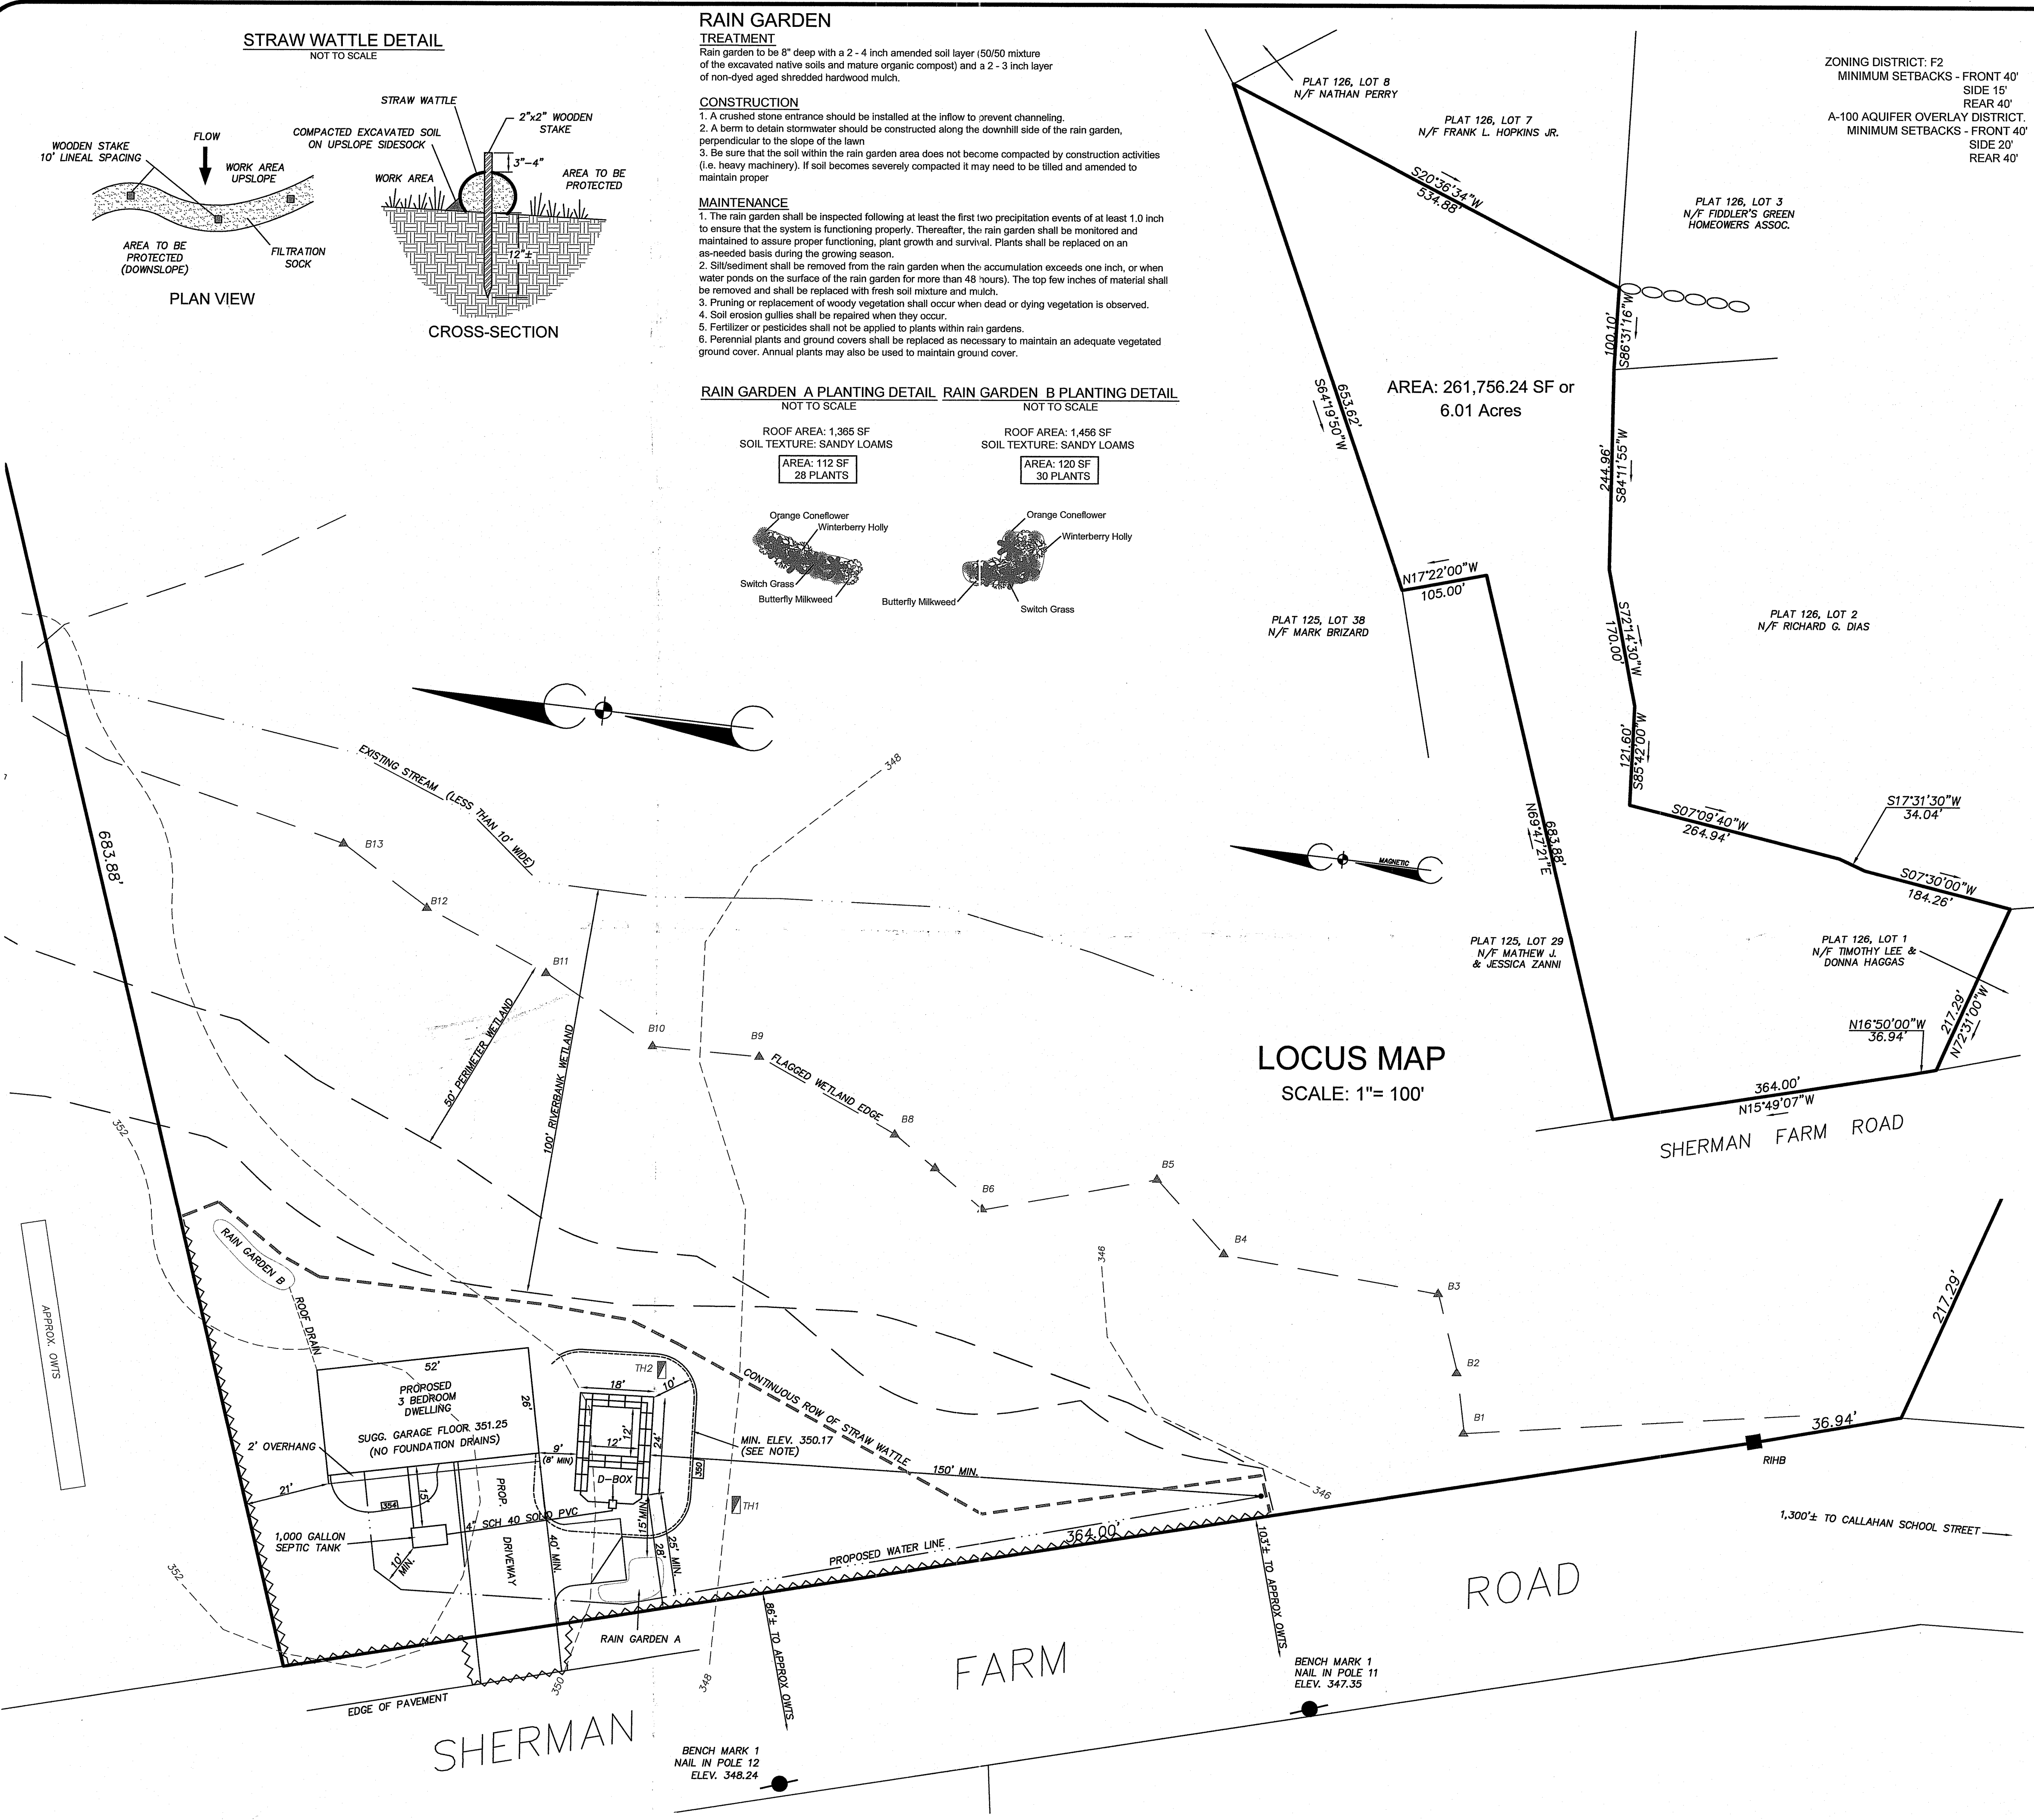 STRAW WATTLE DETAIL
NOT TO SCALE
WOODEN STAKE
10' LINEAL SPACING
FLOW
WORK AREA
UPSLOPE
AREA TO BE
PROTECTED
(DOWNSLOPE)
FILTRATION
SOCK
PLAN VIEW
STRAW WATTLE
COMPACTED EXCAVATED SOIL
ON UPSLOPE SIDESOCK
2"x2" WOODEN
STAKE
3"-4"
WORK AREA
AREA TO BE
PROTECTED
12"±
CROSS-SECTION
RAIN GARDEN
TREATMENT
Rain garden to be 8" deep with a 2 - 4 inch amended soil layer (50/50 mixture
of the excavated native soils and mature organic compost) and a 2 - 3 inch layer
of non-dyed aged shredded hardwood mulch.
CONSTRUCTION
1. A crushed stone entrance should be installed at the inflow to prevent channeling.
2. A berm to detain stormwater should be constructed along the downhill side of the rain garden,
perpendicular to the slope of the lawn
3. Be sure that the soil within the rain garden area does not become compacted by construction activities
(i.e. heavy machinery). If soil becomes severely compacted it may need to be tilled and amended to
maintain proper
MAINTENANCE
1. The rain garden shall be inspected following at least the first two precipitation events of at least 1.0 inch
to ensure that the system is functioning properly. Thereafter, the rain garden shall be monitored and
maintained to assure proper functioning, plant growth and survival. Plants shall be replaced on an
as-needed basis during the growing season.
2. Silt/sediment shall be removed from the rain garden when the accumulation exceeds one inch, or when
water ponds on the surface of the rain garden for more than 48 hours). The top few inches of material shall
be removed and shall be replaced with fresh soil mixture and mulch.
3. Pruning or replacement of woody vegetation shall occur when dead or dying vegetation is observed.
4. Soil erosion gullies shall be repaired when they occur.
5. Fertilizer or pesticides shall not be applied to plants within rain gardens.
6. Perennial plants and ground covers shall be replaced as necessary to maintain an adequate vegetated
ground cover. Annual plants may also be used to maintain ground cover.
RAIN GARDEN A PLANTING DETAIL
NOT TO SCALE
ROOF AREA: 1,365 SF
SOIL TEXTURE: SANDY LOAMS
AREA: 112 SF
28 PLANTS
Orange Coneflower
Winterberry Holly
Switch Grass
Butterfly Milkweed
RAIN GARDEN B PLANTING DETAIL
NOT TO SCALE
ROOF AREA: 1,456 SF
SOIL TEXTURE: SANDY LOAMS
AREA: 120 SF
30 PLANTS
Orange Coneflower
Winterberry Holly
Butterfly Milkweed
Switch Grass
ZONING DISTRICT: F2
MINIMUM SETBACKS - FRONT 40'
SIDE 15'
REAR 40'
A-100 AQUIFER OVERLAY DISTRICT.
MINIMUM SETBACKS - FRONT 40'
SIDE 20'
REAR 40'
PLAT 126, LOT 8
N/F NATHAN PERRY
PLAT 126, LOT 7
N/F FRANK L. HOPKINS JR.
S20°36'34"W
534.88'
PLAT 126, LOT 3
N/F FIDDLER'S GREEN
HOMEOWERS ASSOC.
100.10'
S86°31'16"W
653.62'
S64°19'50"W
AREA: 261,756.24 SF or
6.01 Acres
244.96'
S84°11'55"W
N17°22'00"W
105.00'
PLAT 125, LOT 38
N/F MARK BRIZARD
S72°14'30"W
170.00'
PLAT 126, LOT 2
N/F RICHARD G. DIAS
121.60'
S85°42'00"W
S07°09'40"W
264.94'
S17°31'30"W
34.04'
S07°30'00"W
184.26'
683.88'
N69°47'21"E
MAGNETIC
PLAT 125, LOT 29
N/F MATHEW J.
& JESSICA ZANNI
PLAT 126, LOT 1
N/F TIMOTHY LEE &
DONNA HAGGAS
217.29'
N72°31'00"W
N16°50'00"W
36.94'
364.00'
N15°49'07"W
SHERMAN FARM ROAD
LOCUS MAP
SCALE: 1"= 100'
683.88'
EXISTING STREAM (LESS THAN 10' WIDE)
348
B13
B12
B11
B10
B9
FLAGGED WETLAND EDGE
B8
B6
B5
B4
B3
B2
B1
50' PERIMETER WETLAND
100' RIVERBANK WETLAND
352
346
217.29'
36.94'
RIHB
1,300'± TO CALLAHAN SCHOOL STREET
APPROX. OWTS
RAIN GARDEN B
ROOF DRAIN
52'
PROPOSED
3 BEDROOM
DWELLING
26'
SUGG. GARAGE FLOOR 351.25
(NO FOUNDATION DRAINS)
2' OVERHANG
21'
354
15'
1,000 GALLON
SEPTIC TANK
10'
MIN.
PROP.
DRIVEWAY
4" SCH 40 SOLID PVC
9'
(8' MIN)
18'
10'
TH2
12'
12'
24'
D-BOX
350
MIN. ELEV. 350.17
(SEE NOTE)
CONTINUOUS ROW OF STRAW WATTLE
150' MIN.
TH1
15' MIN.
40' MIN.
28'
25' MIN.
RAIN GARDEN A
PROPOSED WATER LINE
364.00'
346
352
350
348
EDGE OF PAVEMENT
86'± TO APPROX OWTS
103'± TO APPROX OWTS
SHERMAN
FARM
ROAD
BENCH MARK 1
NAIL IN POLE 11
ELEV. 347.35
BENCH MARK 1
NAIL IN POLE 12
ELEV. 348.24